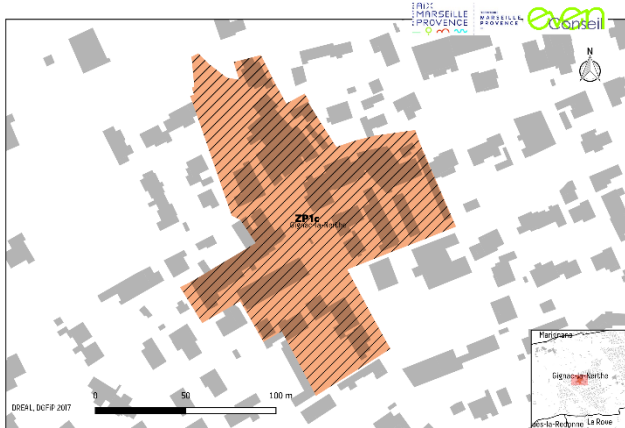 AIX
MARSEILLE
PROVENCE
MARSEILLE
PROVENCE
even
Conseil
N
ZP1c
Gignac-la-Nerthe
Marignane
Gignac-la-Nerthe
La Rove
DREAL, DGFiP 2017
0
50
100 m